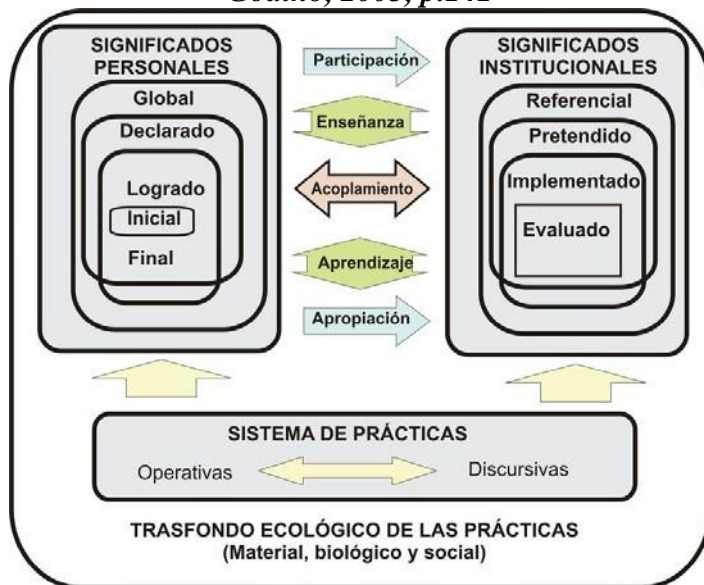 Godino, 2003, p.141
SIGNIFICADOS
PERSONALES
Global
Declarado
Logrado
Inicial
Final
Participación
Enseñanza
Acoplamiento
Aprendizaje
Apropiación
SIGNIFICADOS
INSTITUCIONALES
Referencial
Pretendido
Implementado
Evaluado
SISTEMA DE PRÁCTICAS
Operativas
Discursivas
TRASFONDO ECOLÓGICO DE LAS PRÁCTICAS
(Material, biológico y social)